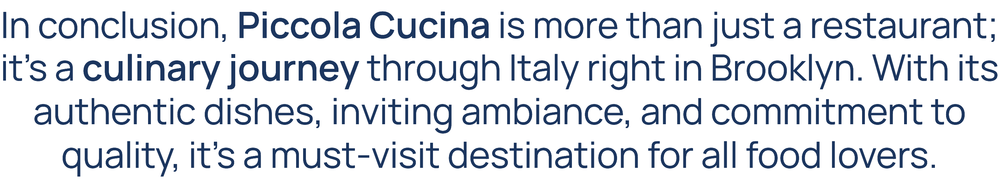 In conclusion, Piccola Cucina is more than just a restaurant;
it’s a culinary journey through Italy right in Brooklyn. With its
authentic dishes, inviting ambiance, and commitment to
quality, it’s a must-visit destination for all food lovers.